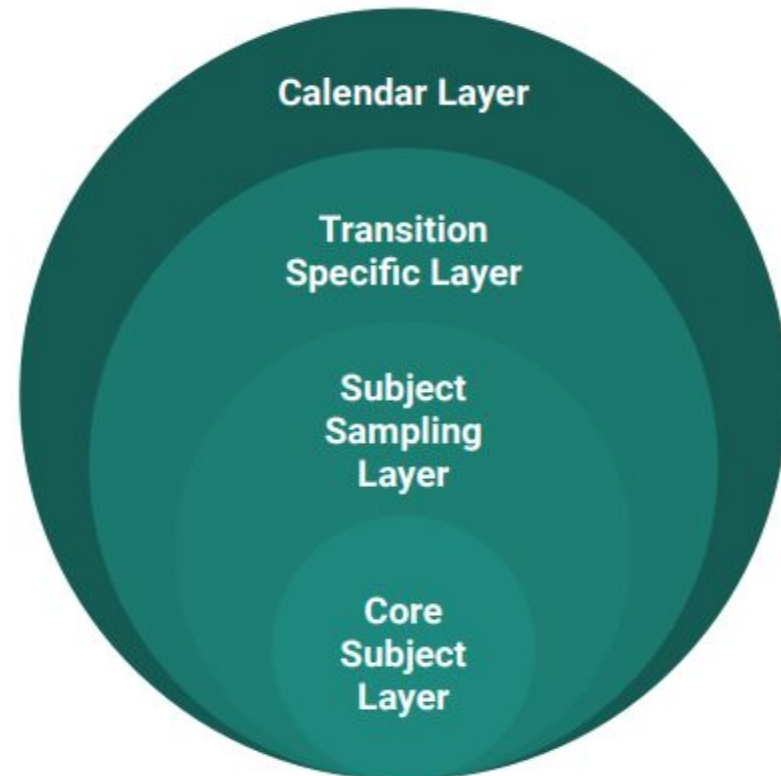 Calendar Layer
Transition
Specific Layer
Subject
Sampling
Layer
Core
Subject
Layer